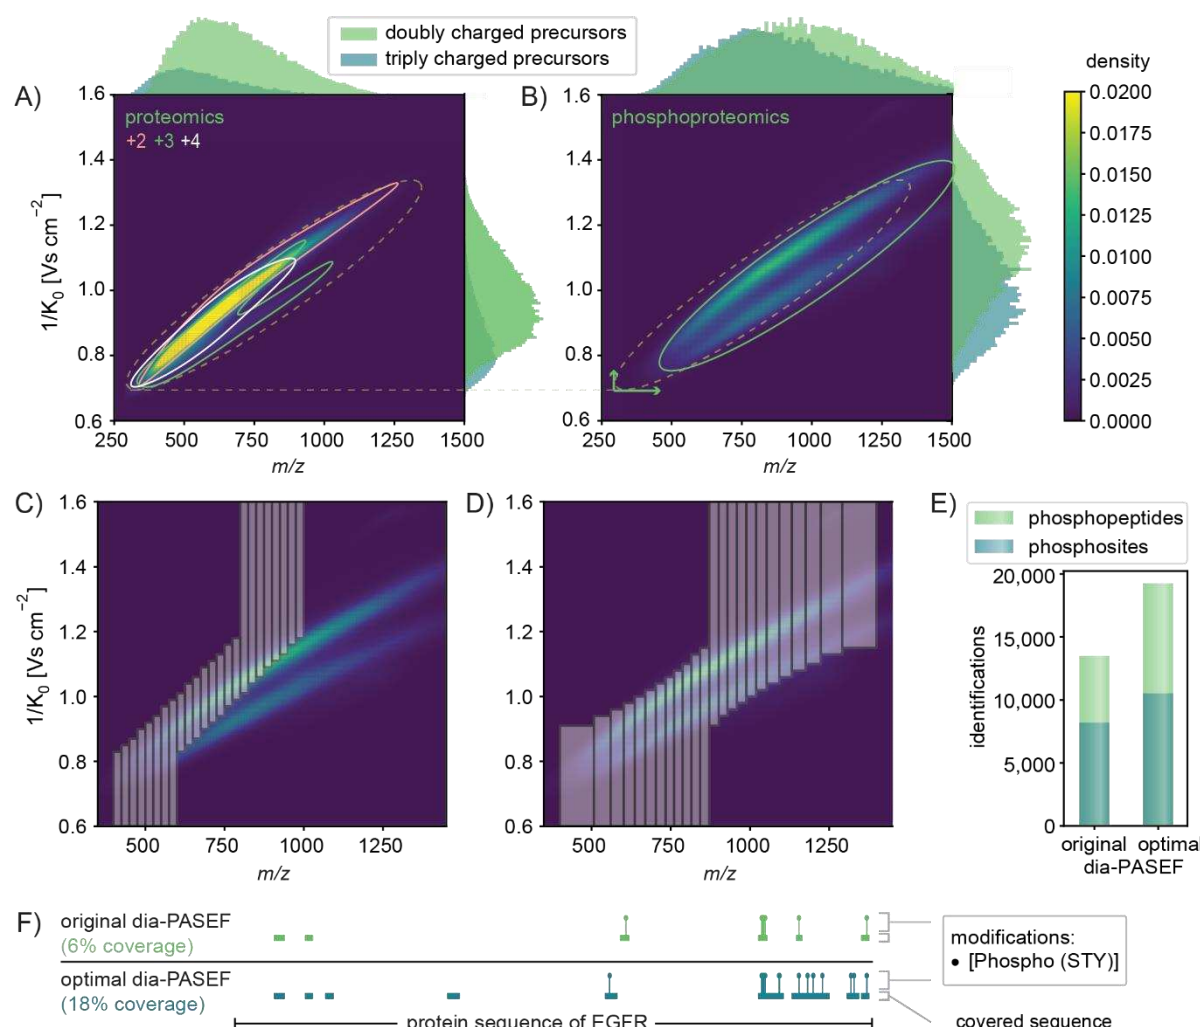 doubly charged precursors
triply charged precursors
A)
B)
density
proteomics
+2 +3 +4
phosphoproteomics
1/K0 [Vs cm−2]
1.6
1.4
1.2
1.0
0.8
0.6
250 500 750 1000 1250 1500
m/z
1.6
1.4
1.2
1.0
0.8
0.6
250 500 750 1000 1250 1500
m/z
0.0200
0.0175
0.0150
0.0125
0.0100
0.0075
0.0050
0.0025
0.0000
C)
1/K0 [Vs cm−2]
1.6
1.4
1.2
1.0
0.8
0.6
500 750 1000 1250
m/z
D)
1.6
1.4
1.2
1.0
0.8
0.6
500 750 1000 1250
m/z
E)
phosphopeptides
phosphosites
identifications
20,000
15,000
10,000
5,000
0
original optimal
dia-PASEF
F)
original dia-PASEF
(6% coverage)
optimal dia-PASEF
(18% coverage)
protein sequence of EGFR
modifications:
• [Phospho (STY)]
covered sequence